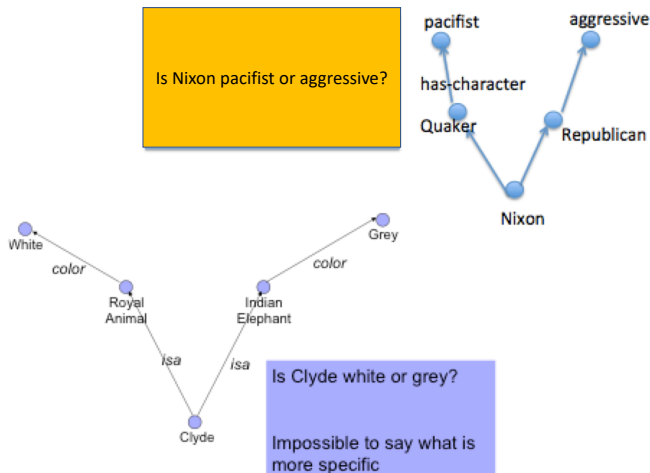 pacifist
aggressive
Is Nixon pacifist or aggressive?
has-character
Quaker
Republican
Nixon
White
Grey
color
color
Royal
Animal
Indian
Elephant
isa
isa
Clyde
Is Clyde white or grey?
Impossible to say what is
more specific